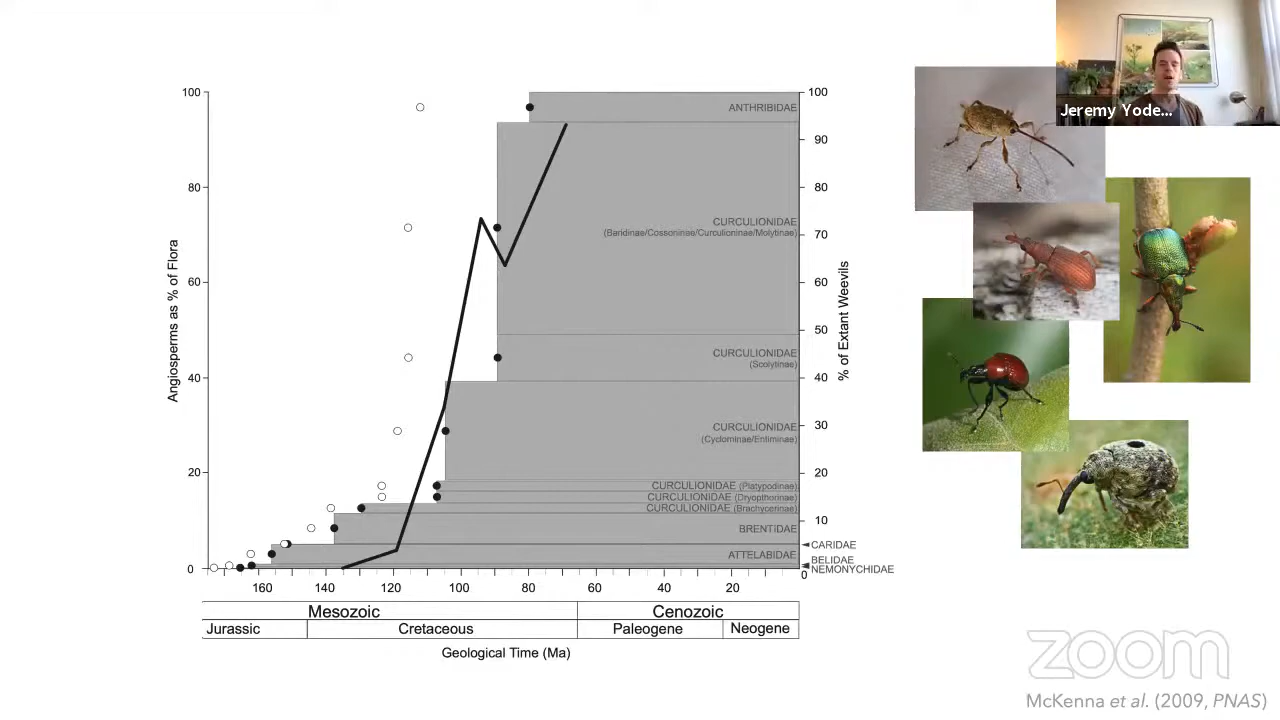 Jeremy Yode...
Angiosperms as % of Flora
100
80
60
40
20
0
ANTHRIBIDAE
CURCULIONIDAE
(Baridinae/Cossoninae/Curculioninae/Molytinae)
CURCULIONIDAE
(Scolytinae)
CURCULIONIDAE
(Cyclominae/Entiminae)
CURCULIONIDAE (Platypodinae)
CURCULIONIDAE (Dryopthorinae)
CURCULIONIDAE (Brachycerinae)
BRENTIDAE
ATTELABIDAE
CARIDAE
BELIDAE
NEMONYCHIDAE
100
90
80
70
60
50
40
30
20
10
0
% of Extant Weevils
160 140 120 100 80 60 40 20
Mesozoic Cenozoic
Jurassic Cretaceous Paleogene Neogene
Geological Time (Ma)
zoom
McKenna et al. (2009, PNAS)